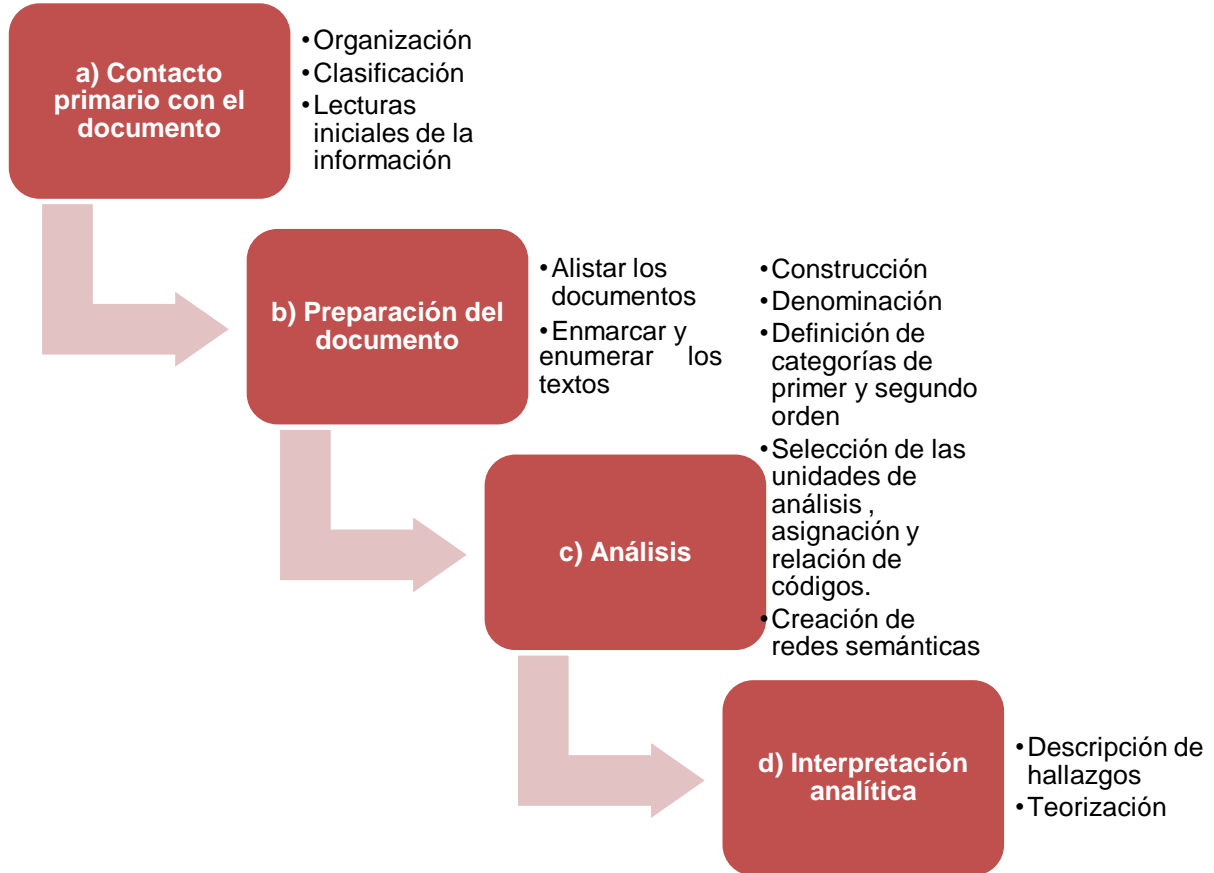 a) Contacto
primario con el
documento
•Organización
•Clasificación
•Lecturas
iniciales de la
información
b) Preparación del
documento
•Alistar los
documentos
•Enmarcar y
enumerar los
textos
c) Análisis
•Construcción
•Denominación
•Definición de
categorías de
primer y segundo
orden
•Selección de las
unidades de
análisis ,
asignación y
relación de
códigos.
•Creación de
redes semánticas
d) Interpretación
analítica
•Descripción de
hallazgos
•Teorización